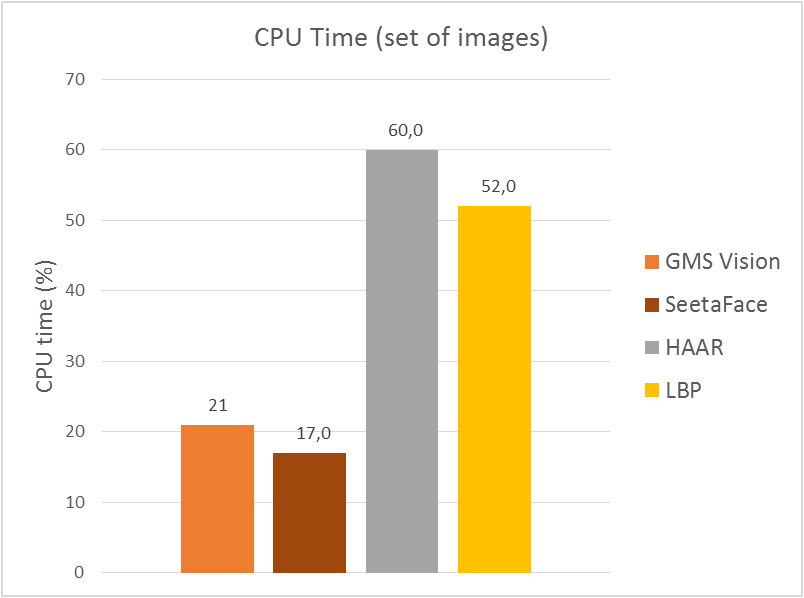 CPU Time (set of images)
70
60
50
40
30
20
10
0
CPU time (%)
21
17,0
60,0
52,0
GMS Vision
SeetaFace
HAAR
LBP